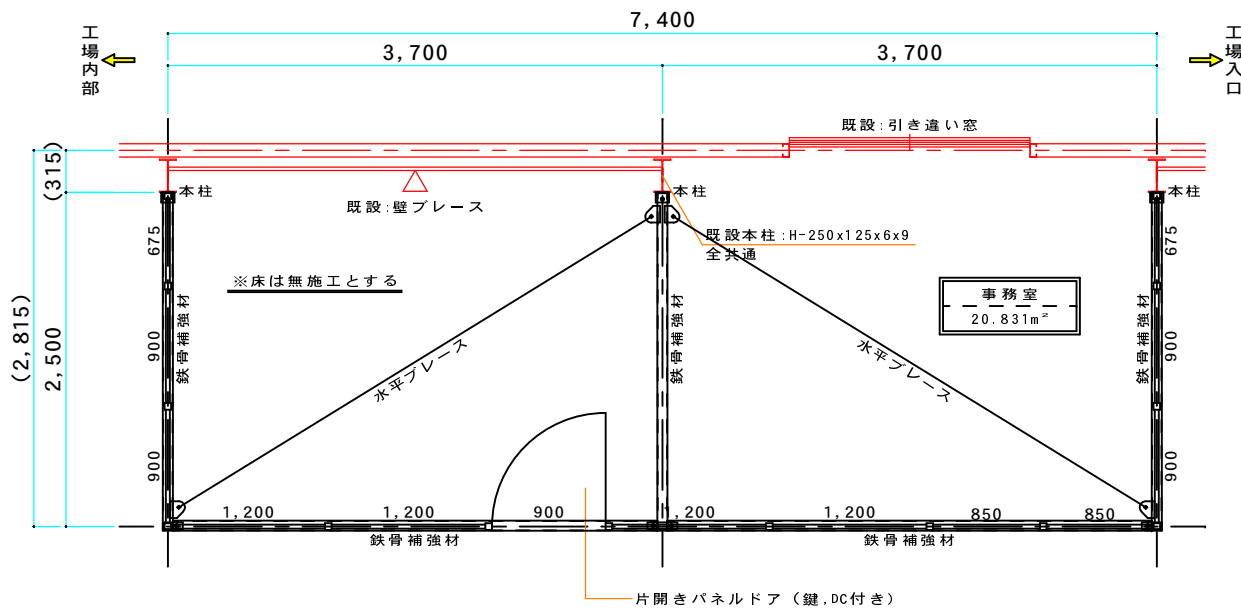 7,400
工場内部
3,700
3,700
工場入口
既設:引き違い窓
(315)
本柱
本柱
本柱
既設:壁ブレース
既設本柱:H-250x125x6x9
全共通
675
675
※床は無施工とする
事務室
20.831m²
(2,815)
2,500
900
鉄骨補強材
鉄骨補強材
鉄骨補強材
900
水平ブレース
水平ブレース
900
900
1,200
1,200
900
1,200
1,200
850
850
鉄骨補強材
鉄骨補強材
片開きパネルドア（鍵,DC付き）